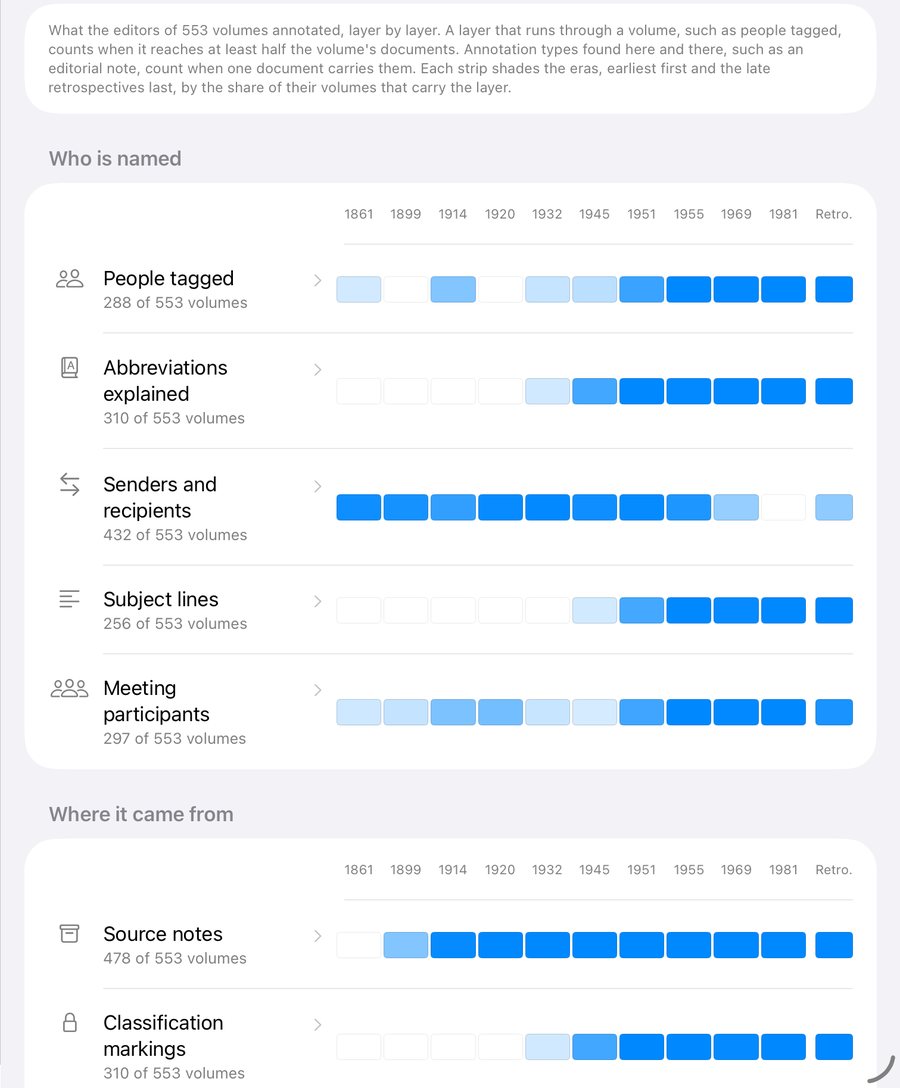 What the editors of 553 volumes annotated, layer by layer. A layer that runs through a volume, such as people tagged,
counts when it reaches at least half the volume's documents. Annotation types found here and there, such as an
editorial note, count when one document carries them. Each strip shades the eras, earliest first and the late
retrospectives last, by the share of their volumes that carry the layer.
Who is named
1861 1899 1914 1920 1932 1945 1951 1955 1969 1981 Retro.
People tagged
288 of 553 volumes
Abbreviations
explained
310 of 553 volumes
Senders and
recipients
432 of 553 volumes
Subject lines
256 of 553 volumes
Meeting
participants
297 of 553 volumes
Where it came from
1861 1899 1914 1920 1932 1945 1951 1955 1969 1981 Retro.
Source notes
478 of 553 volumes
Classification
markings
310 of 553 volumes